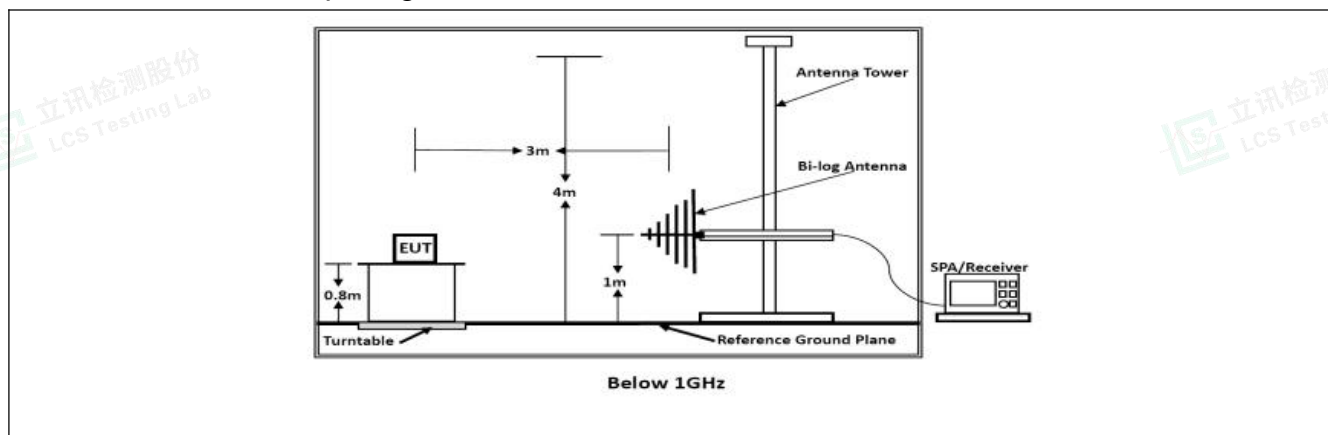 立讯检测股份
LCS Testing Lab
立讯检测
LCS Test
Antenna Tower
3m
Bi-log Antenna
4m
EUT
SPA/Receiver
1m
0.8m
Turntable
Reference Ground Plane
Below 1GHz